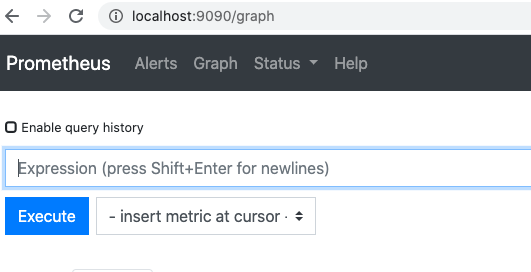 localhost:9090/graph
Prometheus Alerts Graph Status Help
Enable query history
Expression (press Shift+Enter for newlines)
Execute - insert metric at cursor -